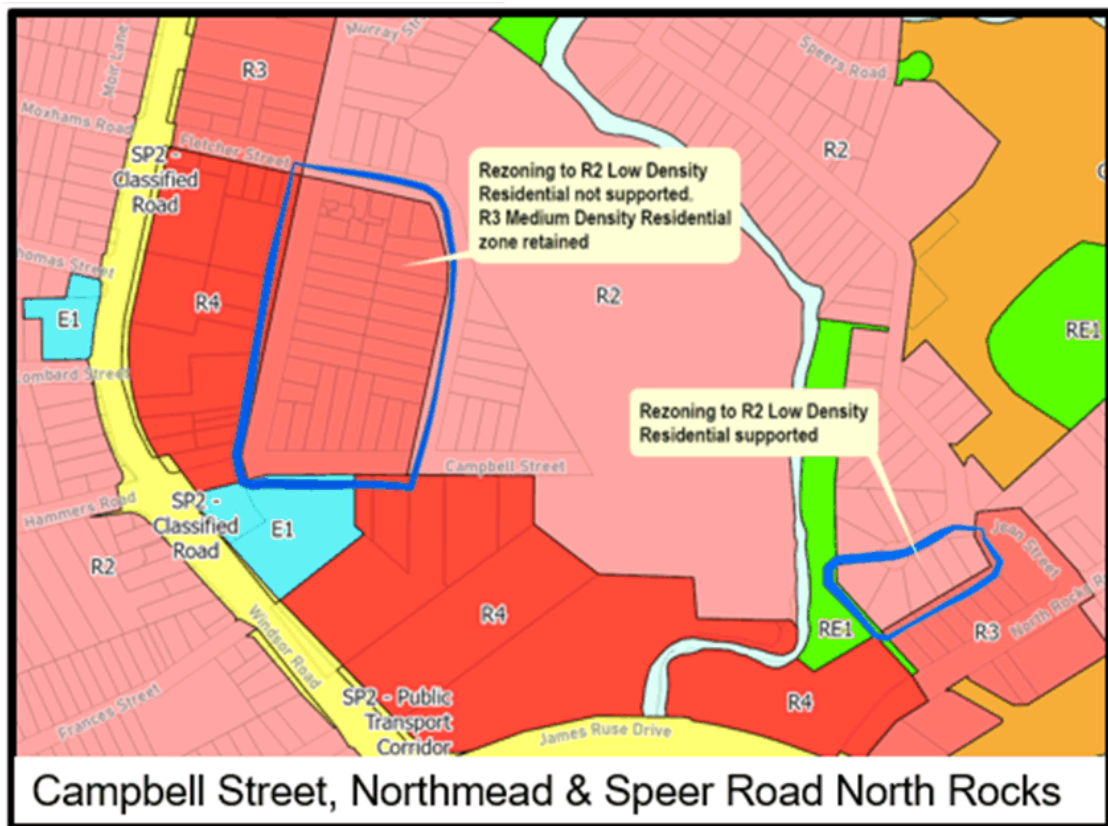 Moir Lane
Murray Str
Speers Road
R3
Moxhams Road
Fletcher Street
R2
SP2 -
Classified
Road
Rezoning to R2 Low Density
Residential not supported.
R3 Medium Density Residential
zone retained
homas Street
R4
R2
E1
RE1
ombard Street
Rezoning to R2 Low Density
Residential supported
Campbell Street
Hammers Road
SP2 -
Classified
Road
E1
R2
Jean Street
R4
RE1
R3
North Rocks R
Windsor Road
Frances Street
SP2 - Public
Transport
Corridor
R4
James Ruse Drive
Campbell Street, Northmead & Speer Road North Rocks